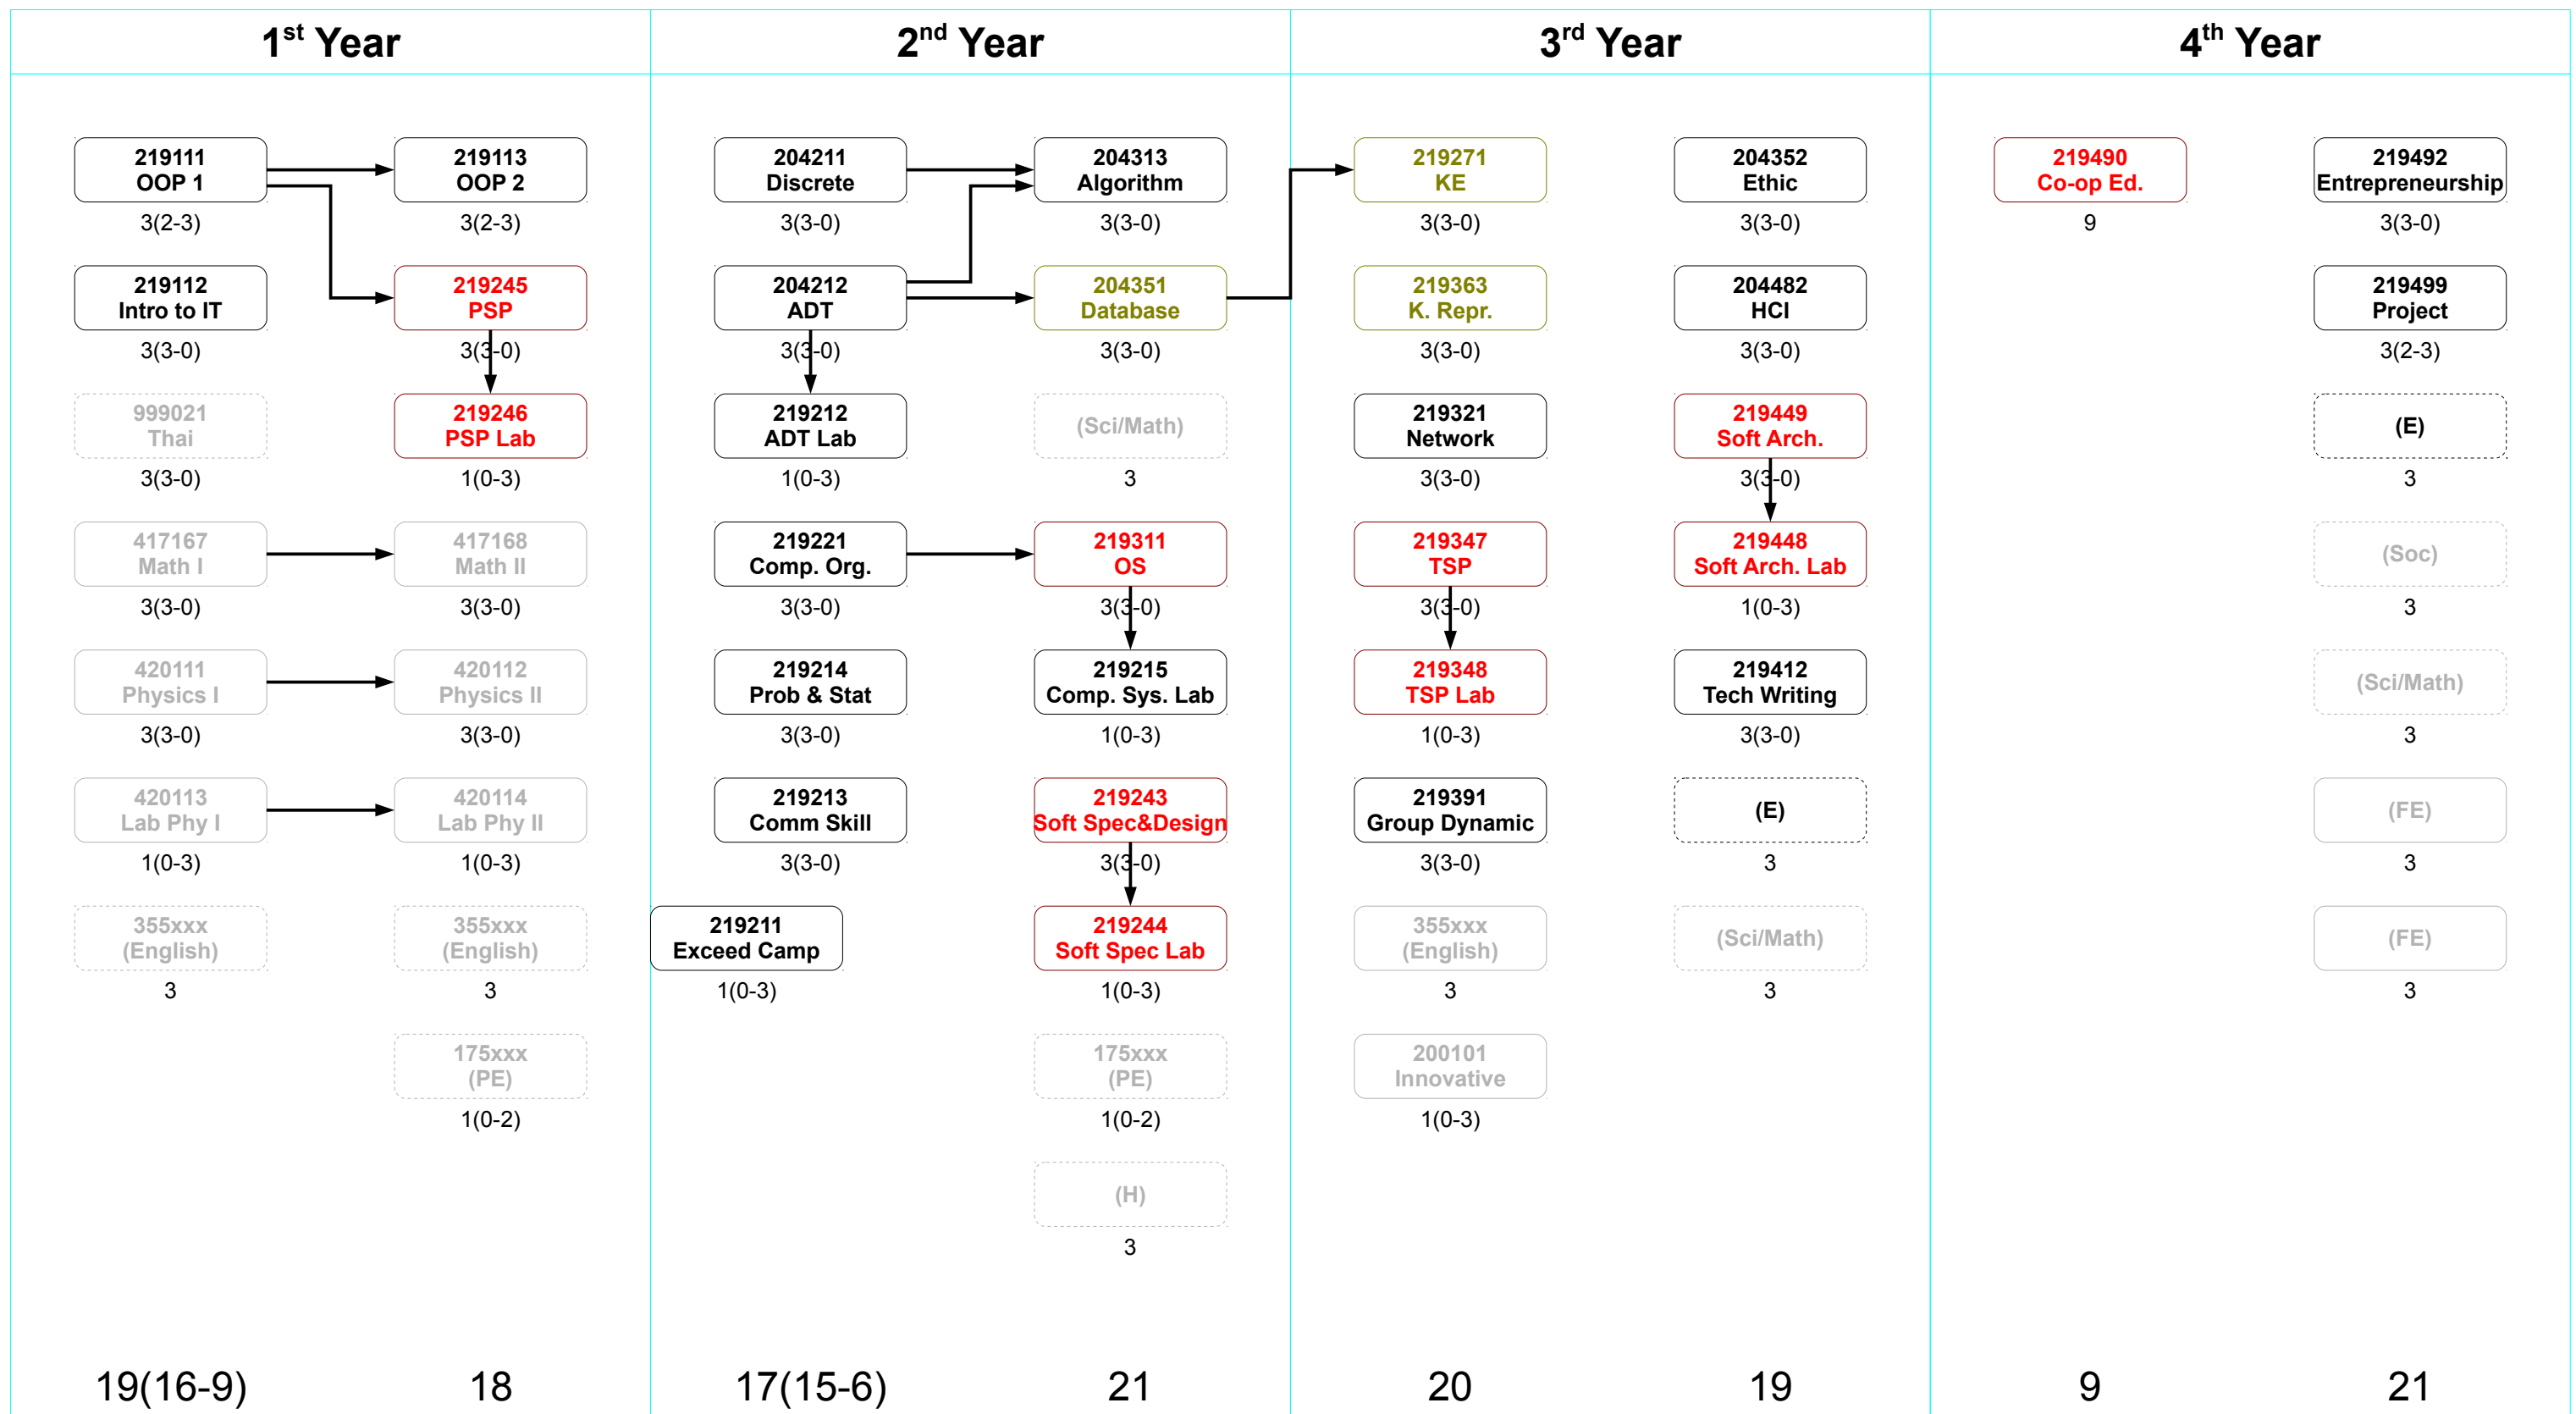 1st Year
2nd Year
3rd Year
4th Year
219111
OOP 1
3(2-3)
219112
Intro to IT
3(3-0)
999021
Thai
3(3-0)
417167
Math I
3(3-0)
420111
Physics I
3(3-0)
420113
Lab Phy I
1(0-3)
355xxx
(English)
3
19(16-9)
219113
OOP 2
3(2-3)
219245
PSP
3(3-0)
219246
PSP Lab
1(0-3)
417168
Math II
3(3-0)
420112
Physics II
3(3-0)
420114
Lab Phy II
1(0-3)
355xxx
(English)
3
175xxx
(PE)
1(0-2)
18
204211
Discrete
3(3-0)
204212
ADT
3(3-0)
219212
ADT Lab
1(0-3)
219221
Comp. Org.
3(3-0)
219214
Prob & Stat
3(3-0)
219213
Comm Skill
3(3-0)
219211
Exceed Camp
1(0-3)
17(15-6)
204313
Algorithm
3(3-0)
204351
Database
3(3-0)
(Sci/Math)
3
219311
OS
3(3-0)
219215
Comp. Sys. Lab
1(0-3)
219243
Soft Spec&Design
3(3-0)
219244
Soft Spec Lab
1(0-3)
175xxx
(PE)
1(0-2)
(H)
3
21
219271
KE
3(3-0)
219363
K. Repr.
3(3-0)
219321
Network
3(3-0)
219347
TSP
3(3-0)
219348
TSP Lab
1(0-3)
219391
Group Dynamic
3(3-0)
355xxx
(English)
3
200101
Innovative
1(0-3)
20
204352
Ethic
3(3-0)
204482
HCI
3(3-0)
219449
Soft Arch.
3(3-0)
219448
Soft Arch. Lab
1(0-3)
219412
Tech Writing
3(3-0)
(E)
3
(Sci/Math)
3
19
219490
Co-op Ed.
9
9
219492
Entrepreneurship
3(3-0)
219499
Project
3(2-3)
(E)
3
(Soc)
3
(Sci/Math)
3
(FE)
3
(FE)
3
21